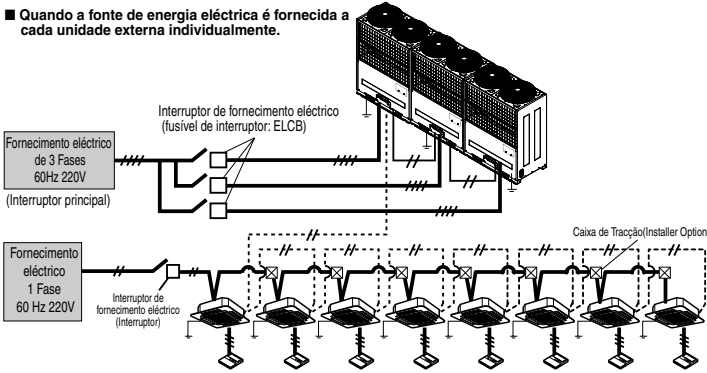 ■ Quando a fonte de energia eléctrica é fornecida a
cada unidade externa individualmente.
Interruptor de fornecimento eléctrico
(fusível de interruptor: ELCB)
Fornecimento eléctrico
de 3 Fases
60Hz 220V
(Interruptor principal)
Caixa de Tracção(Installer Option
Fornecimento
eléctrico
1 Fase
60 Hz 220V
Interruptor de
fornecimento eléctrico
(Interruptor)